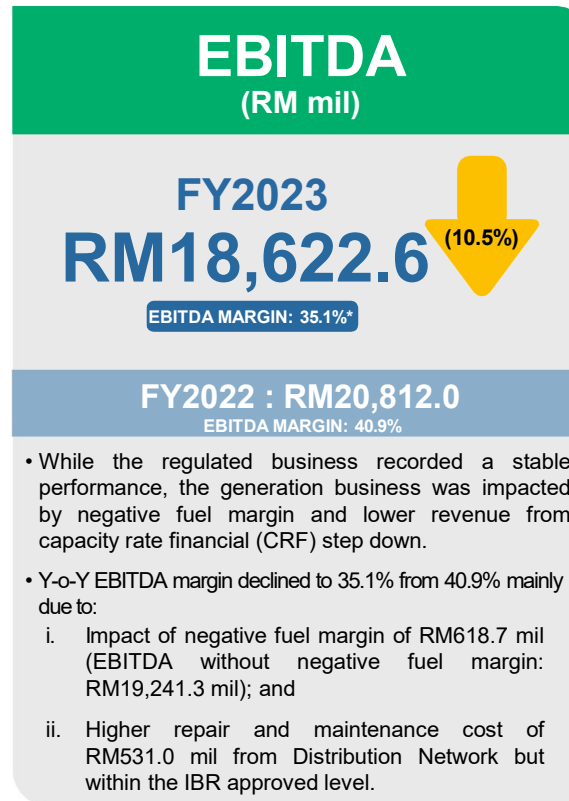 EBITDA
(RM mil)
FY2023
RM18,622.6
(10.5%)
EBITDA MARGIN: 35.1%*
FY2022 : RM20,812.0
EBITDA MARGIN: 40.9%
• While the regulated business recorded a stable
performance, the generation business was impacted
by negative fuel margin and lower revenue from
capacity rate financial (CRF) step down.
• Y-o-Y EBITDA margin declined to 35.1% from 40.9% mainly
due to:
i. Impact of negative fuel margin of RM618.7 mil
(EBITDA without negative fuel margin:
RM19,241.3 mil); and
ii. Higher repair and maintenance cost of
RM531.0 mil from Distribution Network but
within the IBR approved level.